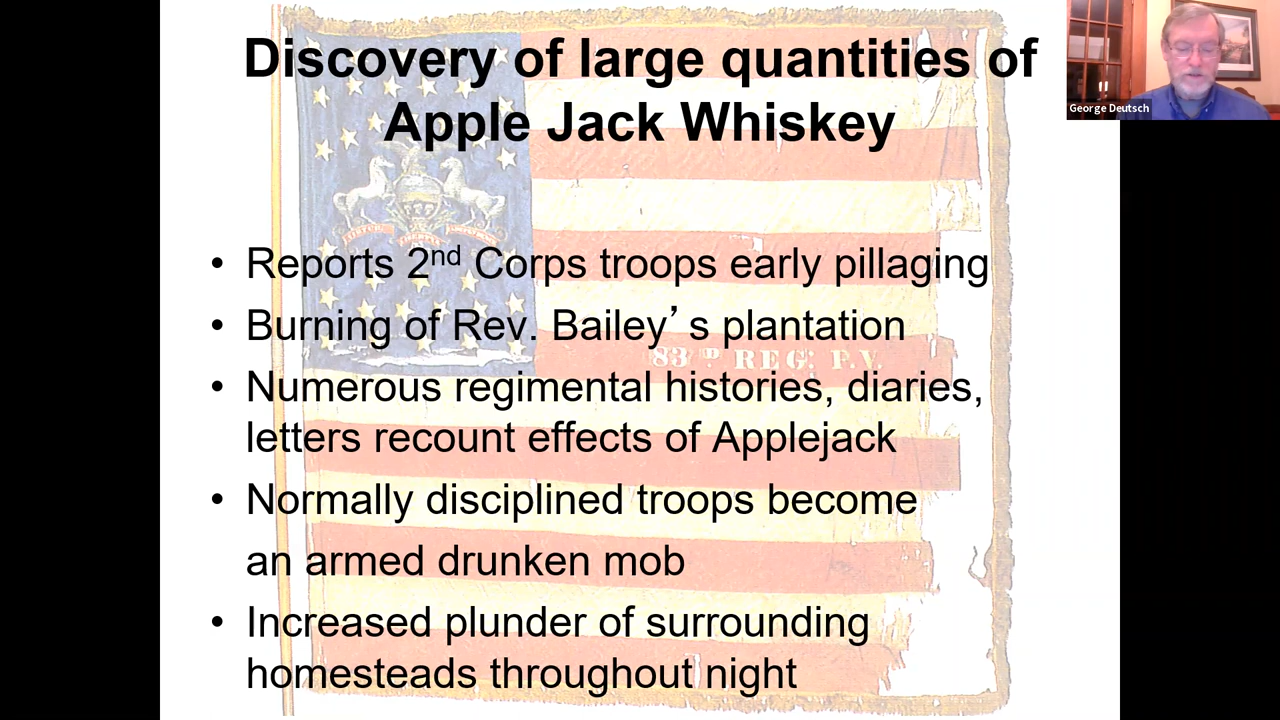 Discovery of large quantities of
Apple Jack Whiskey
George Deutsch
• Reports 2nd Corps troops early pillaging
• Burning of Rev. Bailey’s plantation
83D REG: P.V.
• Numerous regimental histories, diaries,
letters recount effects of Applejack
• Normally disciplined troops become
an armed drunken mob
• Increased plunder of surrounding
homesteads throughout night